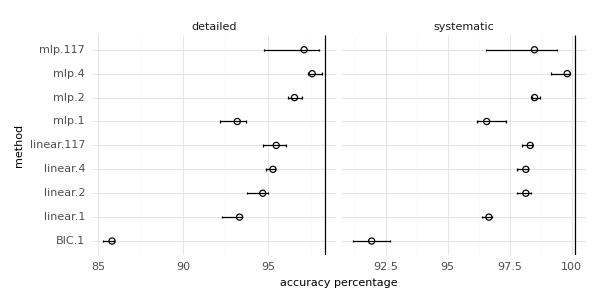 detailed systematic
mlp.117
mlp.4
mlp.2
mlp.1
linear.117
linear.4
linear.2
linear.1
BIC.1
method
85 90 95 92.5 95 97.5 100
accuracy percentage